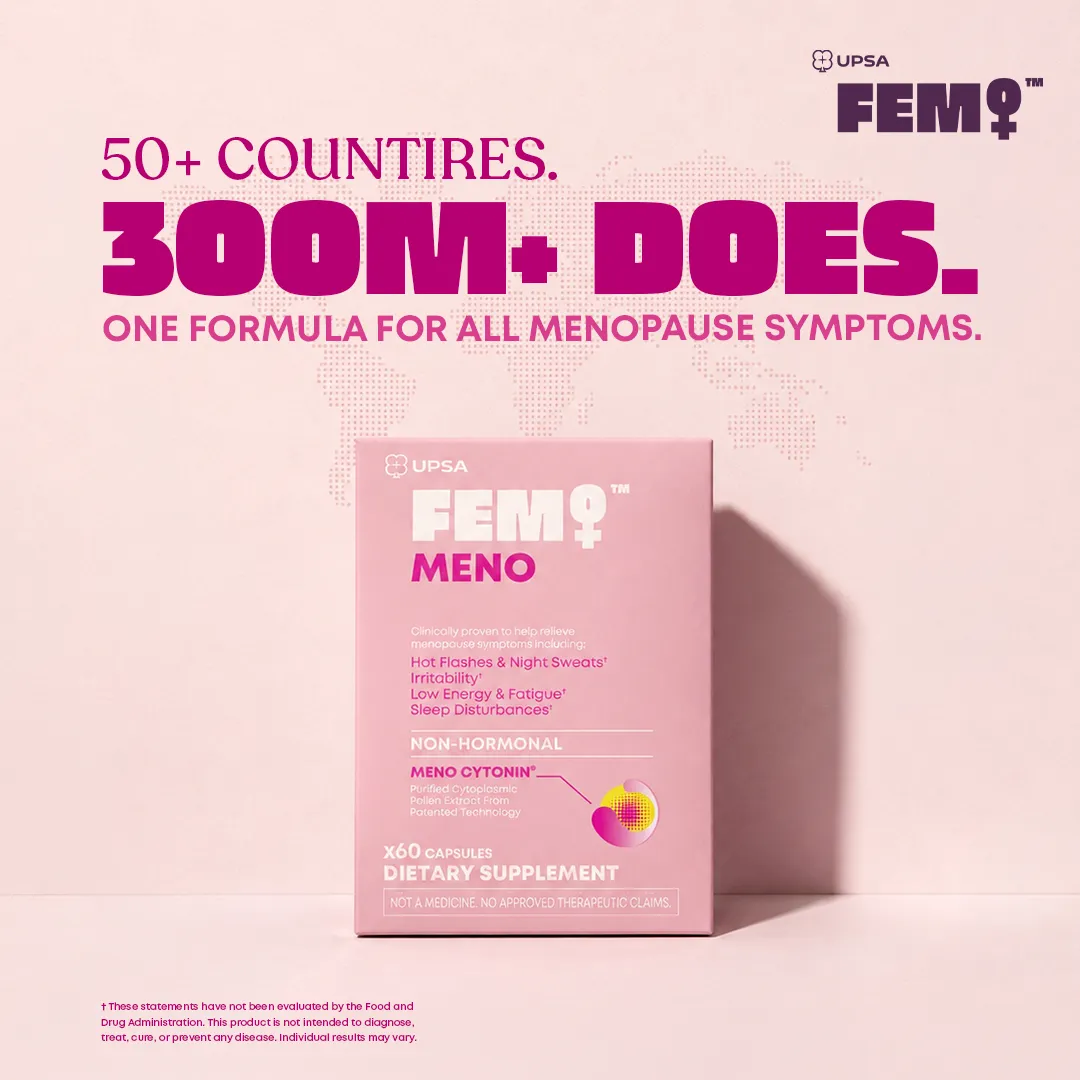 UPSA
FEMO™
50+ COUNTIRES.
300M+ DOES.
ONE FORMULA FOR ALL MENOPAUSE SYMPTOMS.
UPSA
FEMO™
MENO
Clinically proven to help relieve
menopause symptoms including:
Hot Flashes & Night Sweats†
Irritability†
Low Energy & Fatigue†
Sleep Disturbances†
NON-HORMONAL
MENO CYTONIN®
Purified Cytoplasmic
Pollen Extract From
Patented Technology
x60 CAPSULES
DIETARY SUPPLEMENT
NOT A MEDICINE. NO APPROVED THERAPEUTIC CLAIMS.
† These statements have not been evaluated by the Food and
Drug Administration. This product is not intended to diagnose,
treat, cure, or prevent any disease. Individual results may vary.